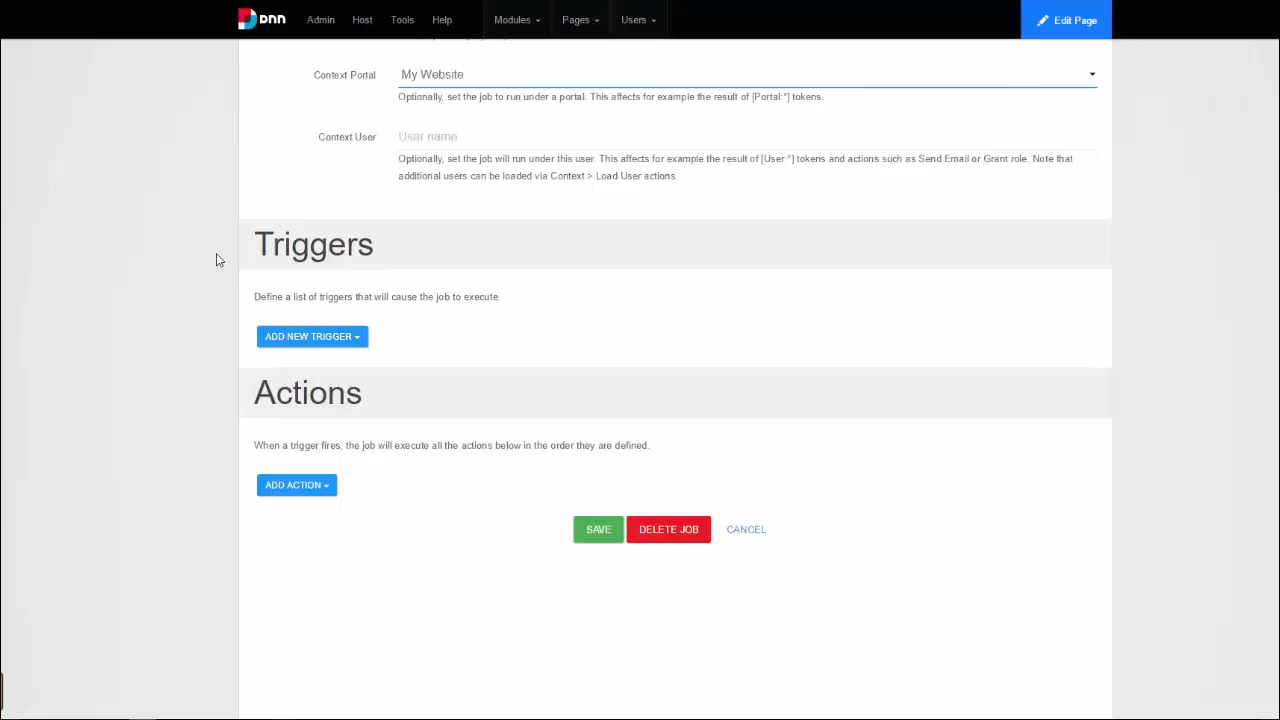 DNN Admin Host Tools Help Modules Pages Users Edit Page
Context Portal My Website
Optionally, set the job to run under a portal. This affects for example the result of [Portal:*] tokens.
Context User User name
Optionally, set the job will run under this user. This affects for example the result of [User:*] tokens and actions such as Send Email or Grant role. Note that
additional users can be loaded via Context > Load User actions.
Triggers
Define a list of triggers that will cause the job to execute.
ADD NEW TRIGGER
Actions
When a trigger fires, the job will execute all the actions below in the order they are defined.
ADD ACTION
SAVE DELETE JOB CANCEL